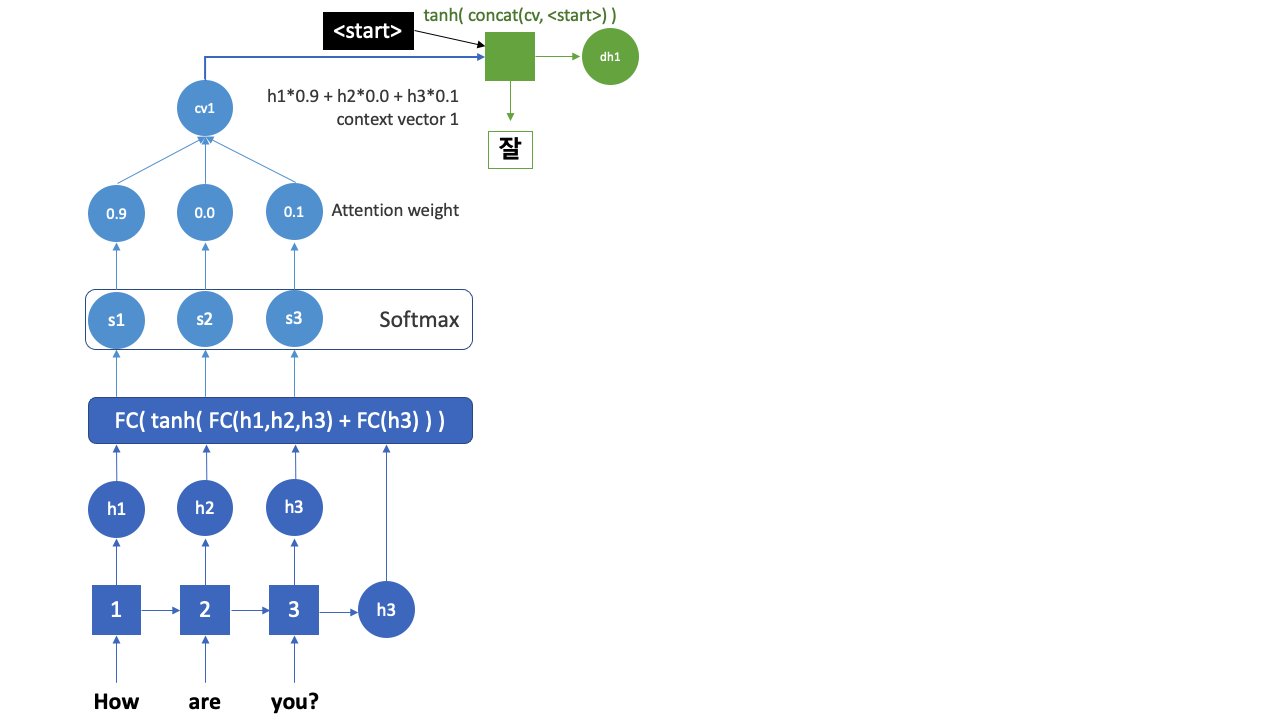 tanh( concat(cv, <start>) )
<start>
dh1
cv1
h1*0.9 + h2*0.0 + h3*0.1
context vector 1
잘
0.9
0.0
0.1
Attention weight
s1
s2
s3
Softmax
FC( tanh( FC(h1,h2,h3) + FC(h3) ) )
h1
h2
h3
1
2
3
h3
How
are
you?